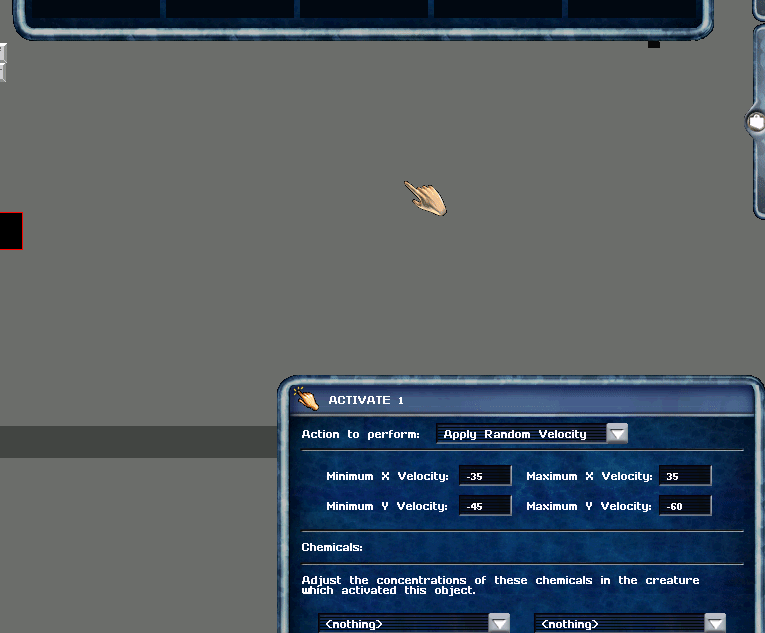 ACTIVATE 1
Action to perform: Apply Random Velocity
Minimum X Velocity: -35 Maximum X Velocity: 35
Minimum Y Velocity: -45 Maximum Y Velocity: -60
Chemicals:
Adjust the concentrations of these chemicals in the creature
which activated this object.
<nothing> <nothing>